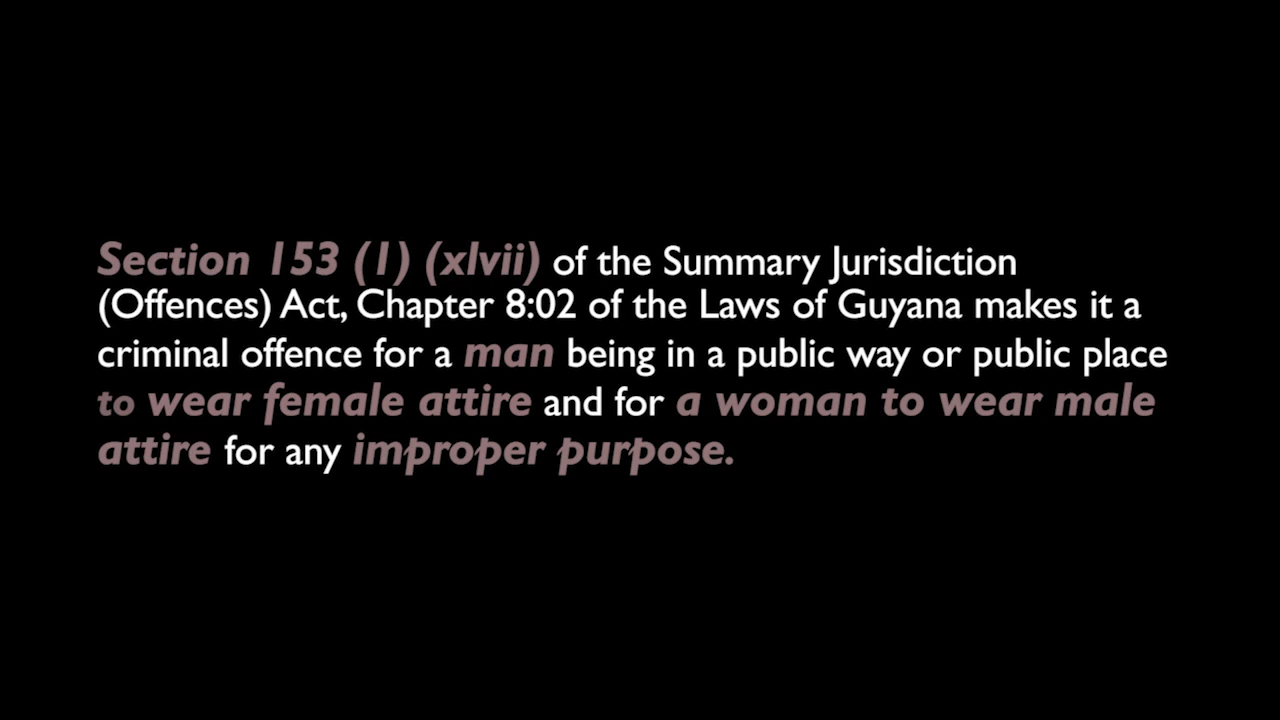 Section 153 (1) (xlvii) of the Summary Jurisdiction
(Offences) Act, Chapter 8:02 of the Laws of Guyana makes it a
criminal offence for a man being in a public way or public place
to wear female attire and for a woman to wear male
attire for any improper purpose.